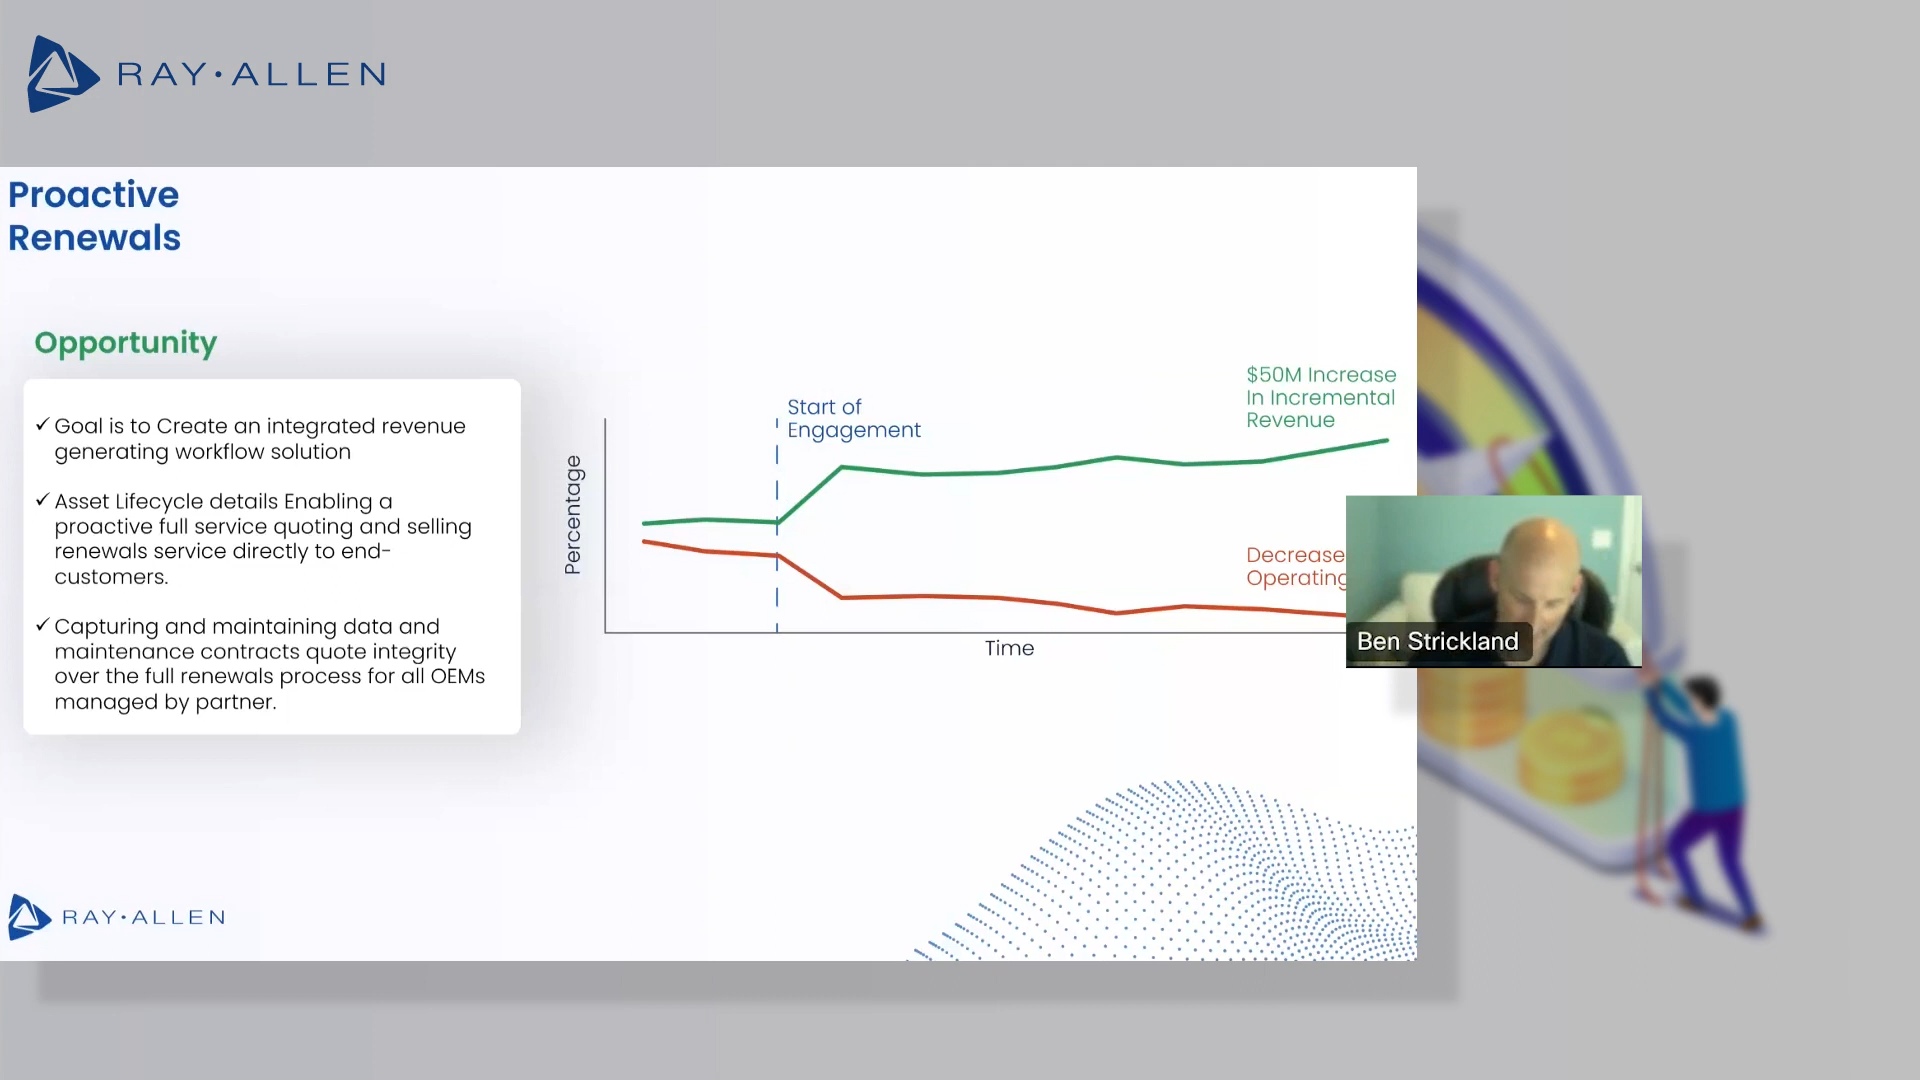 RAY·ALLEN
Proactive
Renewals
Opportunity
✓ Goal is to Create an integrated revenue
generating workflow solution
✓ Asset Lifecycle details Enabling a
proactive full service quoting and selling
renewals service directly to end-
customers.
✓ Capturing and maintaining data and
maintenance contracts quote integrity
over the full renewals process for all OEMs
managed by partner.
Percentage
Start of
Engagement
$50M Increase
In Incremental
Revenue
Decrease
Operating
Time
Ben Strickland
RAY·ALLEN